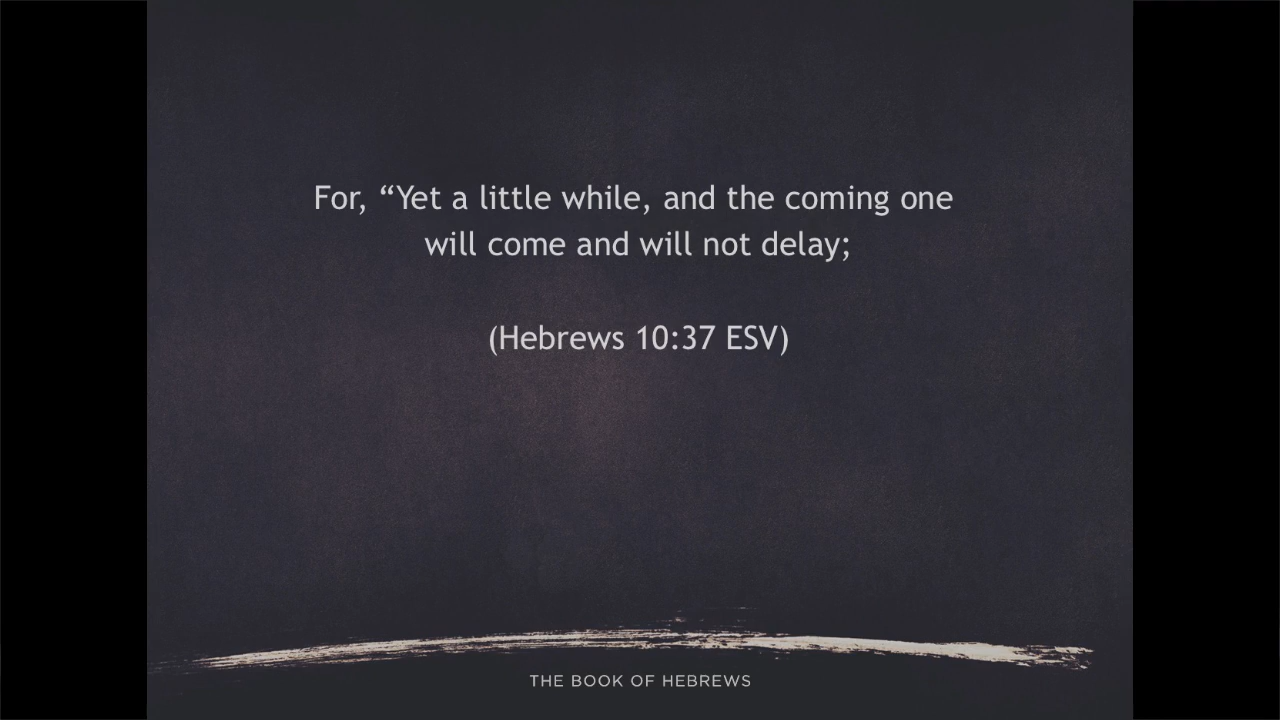 For, “Yet a little while, and the coming one
will come and will not delay;
(Hebrews 10:37 ESV)
THE BOOK OF HEBREWS